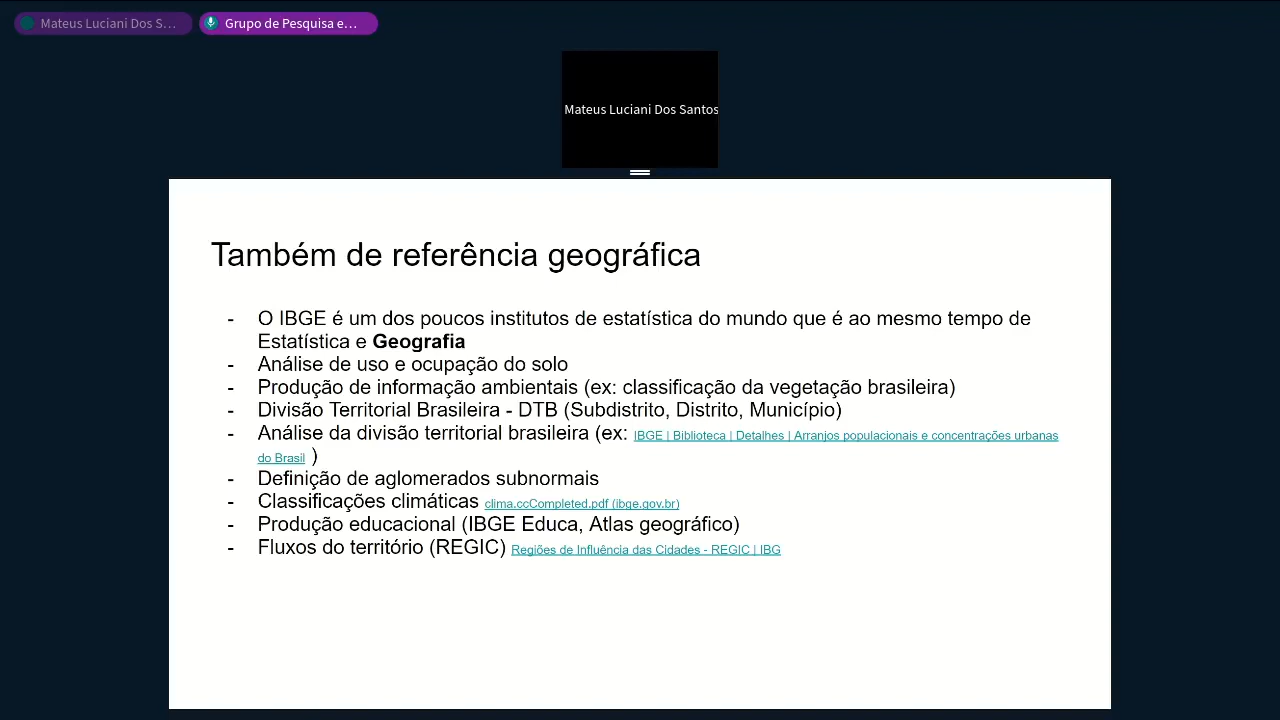 Mateus Luciani Dos S...
Grupo de Pesquisa e...
Mateus Luciani Dos Santos
Também de referência geográfica
- O IBGE é um dos poucos institutos de estatística do mundo que é ao mesmo tempo de
Estatística e Geografia
- Análise de uso e ocupação do solo
- Produção de informação ambientais (ex: classificação da vegetação brasileira)
- Divisão Territorial Brasileira - DTB (Subdistrito, Distrito, Município)
- Análise da divisão territorial brasileira (ex: IBGE | Biblioteca | Detalhes | Arranjos populacionais e concentrações urbanas
do Brasil )
- Definição de aglomerados subnormais
- Classificações climáticas clima.ccCompleted.pdf (ibge.gov.br)
- Produção educacional (IBGE Educa, Atlas geográfico)
- Fluxos do território (REGIC) Regiões de Influência das Cidades - REGIC | IBG